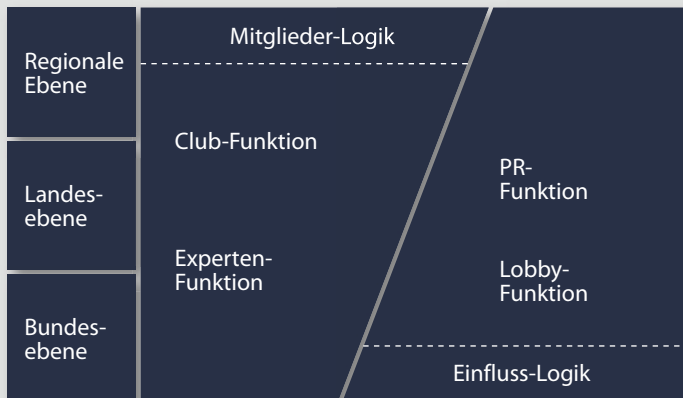 Regionale
Ebene
Landes-
ebene
Bundes-
ebene
Mitglieder-Logik
Club-Funktion
Experten-
Funktion
PR-
Funktion
Lobby-
Funktion
Einfluss-Logik